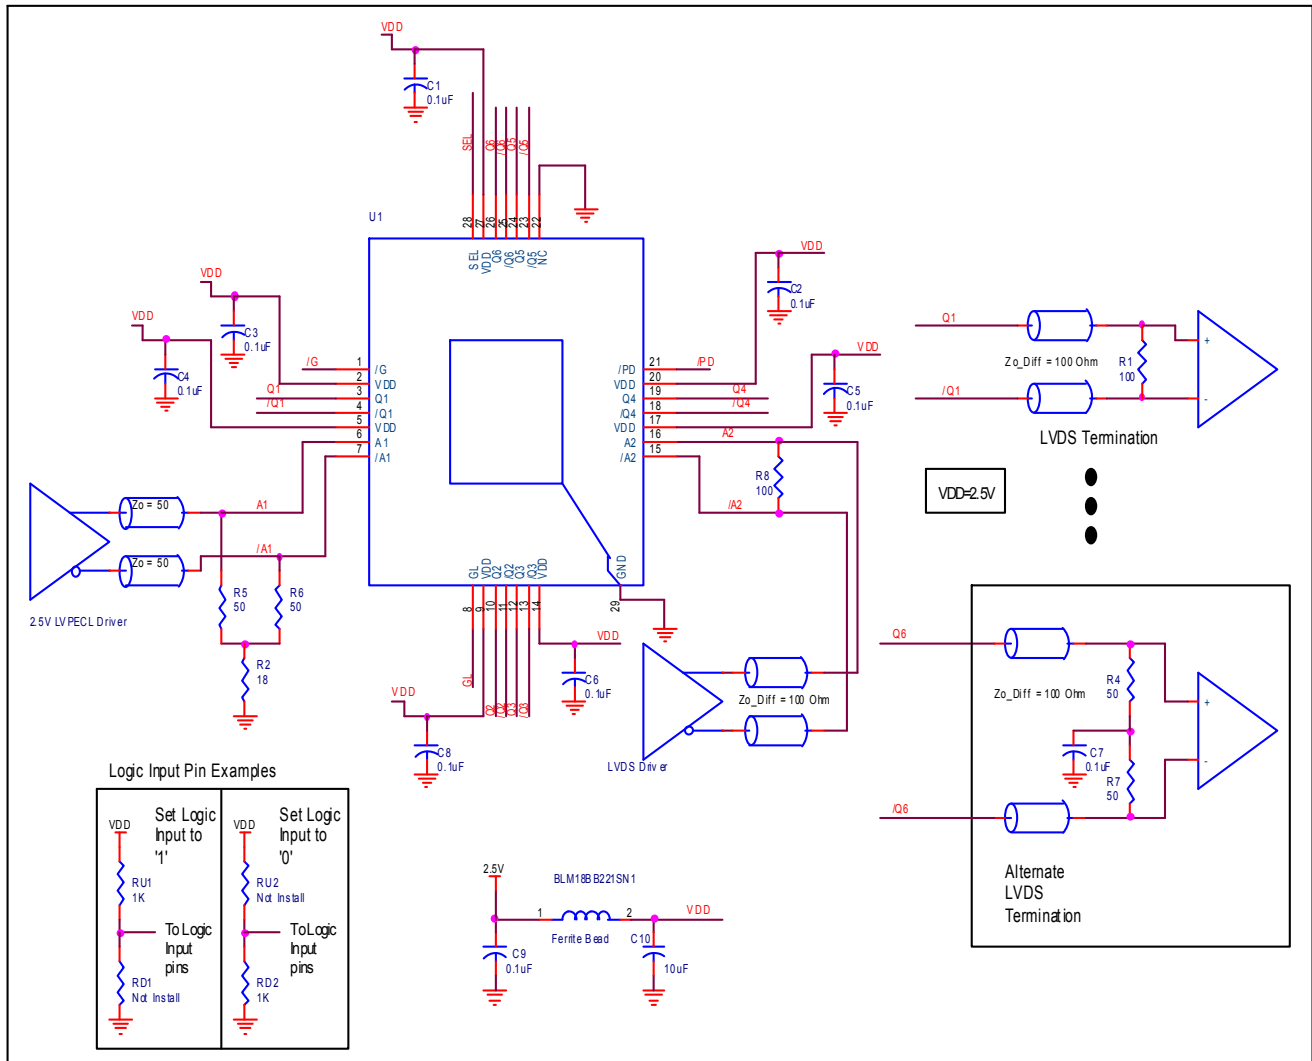 VDD
C1
0.1uF
SEL
Q6
/Q6
Q5
/Q5
U1
28
27
26
25
24
23
22
SEL
VDD
Q6
/Q6
Q5
/Q5
NC
VDD
C3
0.1uF
VDD
C4
0.1uF
/G
Q1
/Q1
1
2
3
4
5
6
7
/G
VDD
Q1
/Q1
VDD
A1
/A1
VDD
C2
0.1uF
VDD
C5
0.1uF
/PD
VDD
Q4
/Q4
VDD
A2
/A2
21
20
19
18
17
16
15
/PD
Q4
/Q4
A2
/A2
R8
100
Zo = 50
Zo = 50
A1
/A1
R5
50
R6
50
R2
18
2.5V LVPECL Driver
GL
VDD
Q2
/Q2
Q3
/Q3
VDD
GND
8
9
10
11
12
13
14
29
GL
Q2
/Q2
Q3
/Q3
VDD
C6
0.1uF
VDD
C8
0.1uF
Zo_Diff = 100 Ohm
LVDS Driver
Q1
/Q1
Zo_Diff = 100 Ohm
R1
100
+
-
LVDS Termination
VDD=2.5V
Q6
/Q6
Zo_Diff = 100 Ohm
R4
50
C7
0.1uF
R7
50
+
-
Alternate
LVDS
Termination
Logic Input Pin Examples
VDD
Set Logic
Input to
'1'
RU1
1K
To Logic
Input
pins
RD1
Not Install
VDD
Set Logic
Input to
'0'
RU2
Not Install
To Logic
Input
pins
RD2
1K
2.5V
BLM18BB221SN1
1
2
VDD
Ferrite Bead
C9
0.1uF
C10
10uF